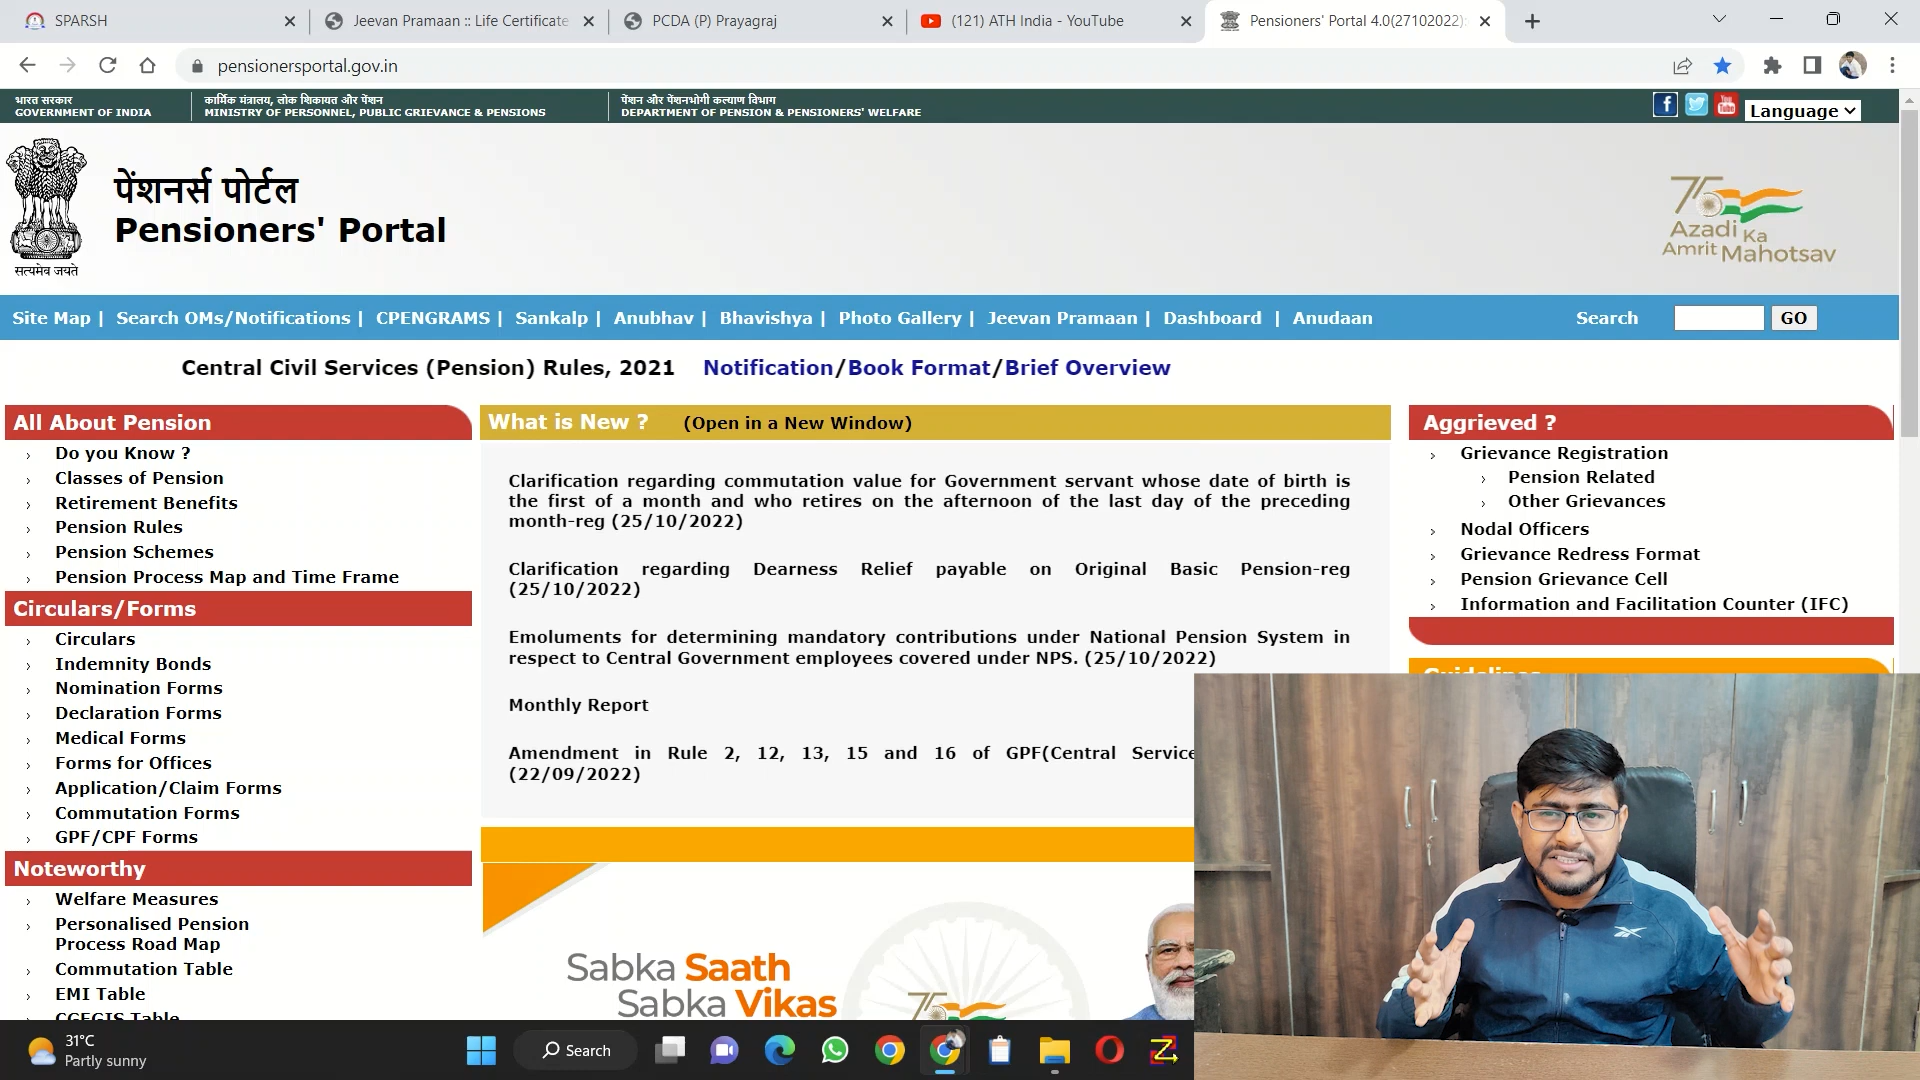 SPARSH
Jeevan Pramaan :: Life Certificate
PCDA (P) Prayagraj
(121) ATH India - YouTube
Pensioners' Portal 4.0(27102022)
pensionersportal.gov.in
भारत सरकार
GOVERNMENT OF INDIA
कार्मिक मंत्रालय, लोक शिकायत और पेंशन
MINISTRY OF PERSONNEL, PUBLIC GRIEVANCE & PENSIONS
पेंशन और पेंशनभोगी कल्याण विभाग
DEPARTMENT OF PENSION & PENSIONERS' WELFARE
You Tube
Language
पेंशनर्स पोर्टल
Pensioners' Portal
सत्यमेव जयते
75
Azadi Ka
Amrit Mahotsav
Site Map | Search OMs/Notifications | CPENGRAMS | Sankalp | Anubhav | Bhavishya | Photo Gallery | Jeevan Pramaan | Dashboard | Anudaan
Search GO
Central Civil Services (Pension) Rules, 2021 Notification/Book Format/Brief Overview
All About Pension
Do you Know ?
Classes of Pension
Retirement Benefits
Pension Rules
Pension Schemes
Pension Process Map and Time Frame
Circulars/Forms
Circulars
Indemnity Bonds
Nomination Forms
Declaration Forms
Medical Forms
Forms for Offices
Application/Claim Forms
Commutation Forms
GPF/CPF Forms
Noteworthy
Welfare Measures
Personalised Pension
Process Road Map
Commutation Table
EMI Table
CGEGIS Table
What is New ? (Open in a New Window)
Clarification regarding commutation value for Government servant whose date of birth is
the first of a month and who retires on the afternoon of the last day of the preceding
month-reg (25/10/2022)
Clarification regarding Dearness Relief payable on Original Basic Pension-reg
(25/10/2022)
Emoluments for determining mandatory contributions under National Pension System in
respect to Central Government employees covered under NPS. (25/10/2022)
Monthly Report
Amendment in Rule 2, 12, 13, 15 and 16 of GPF(Central Service
(22/09/2022)
Sabka Saath
Sabka Vikas
75
Aggrieved ?
Grievance Registration
Pension Related
Other Grievances
Nodal Officers
Grievance Redress Format
Pension Grievance Cell
Information and Facilitation Counter (IFC)
Guidelines
31°C
Partly sunny
Search